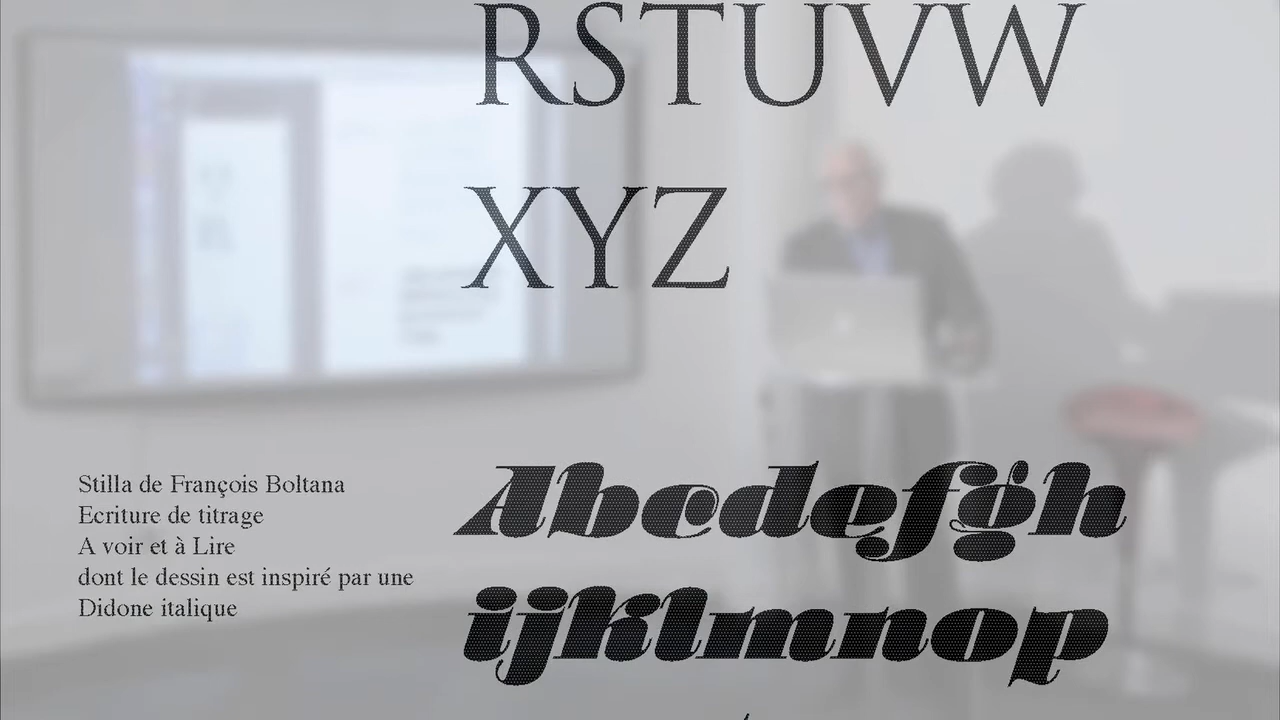 RSTUVW
XYZ
Stilla de François Boltana
Ecriture de titrage
A voir et à Lire
dont le dessin est inspiré par une
Didone italique
Abcdefgh
ijklmnop